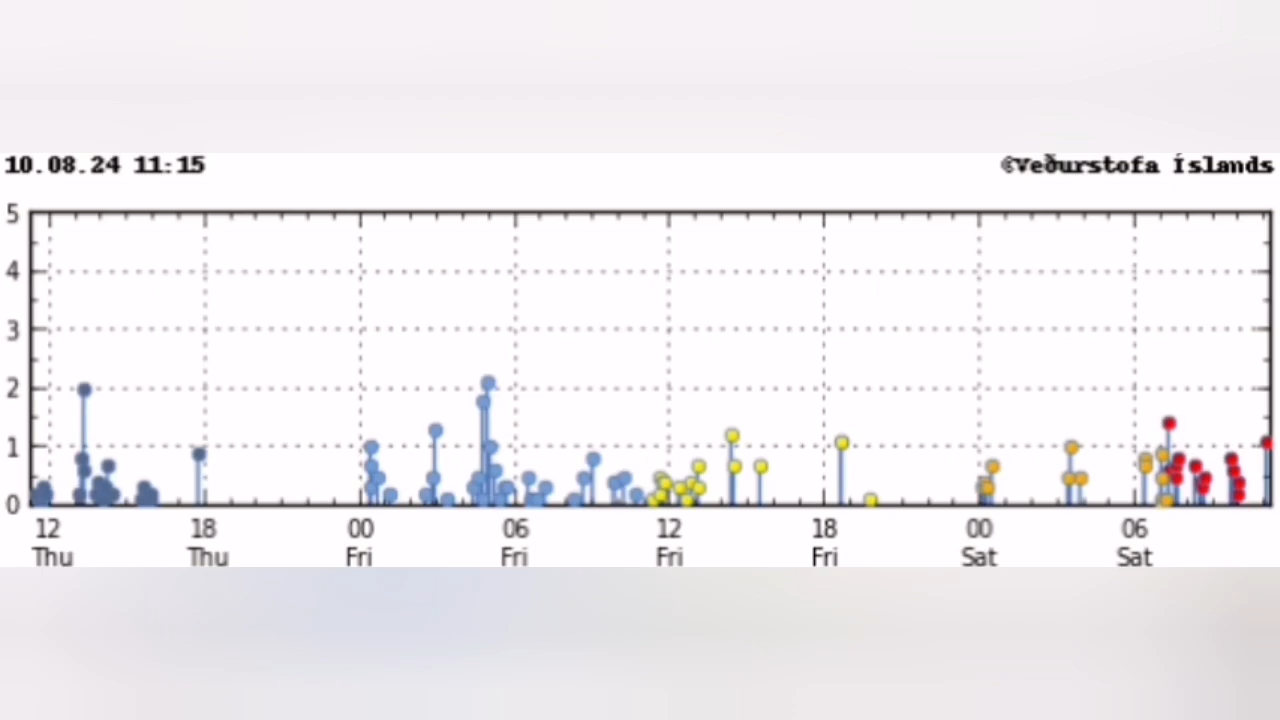 10.08.24 11:15 ©Veðurstofa Íslands
5
4
3
2
1
0
12 18 00 06 12 18 00 06
Thu Thu Fri Fri Fri Fri Sat Sat